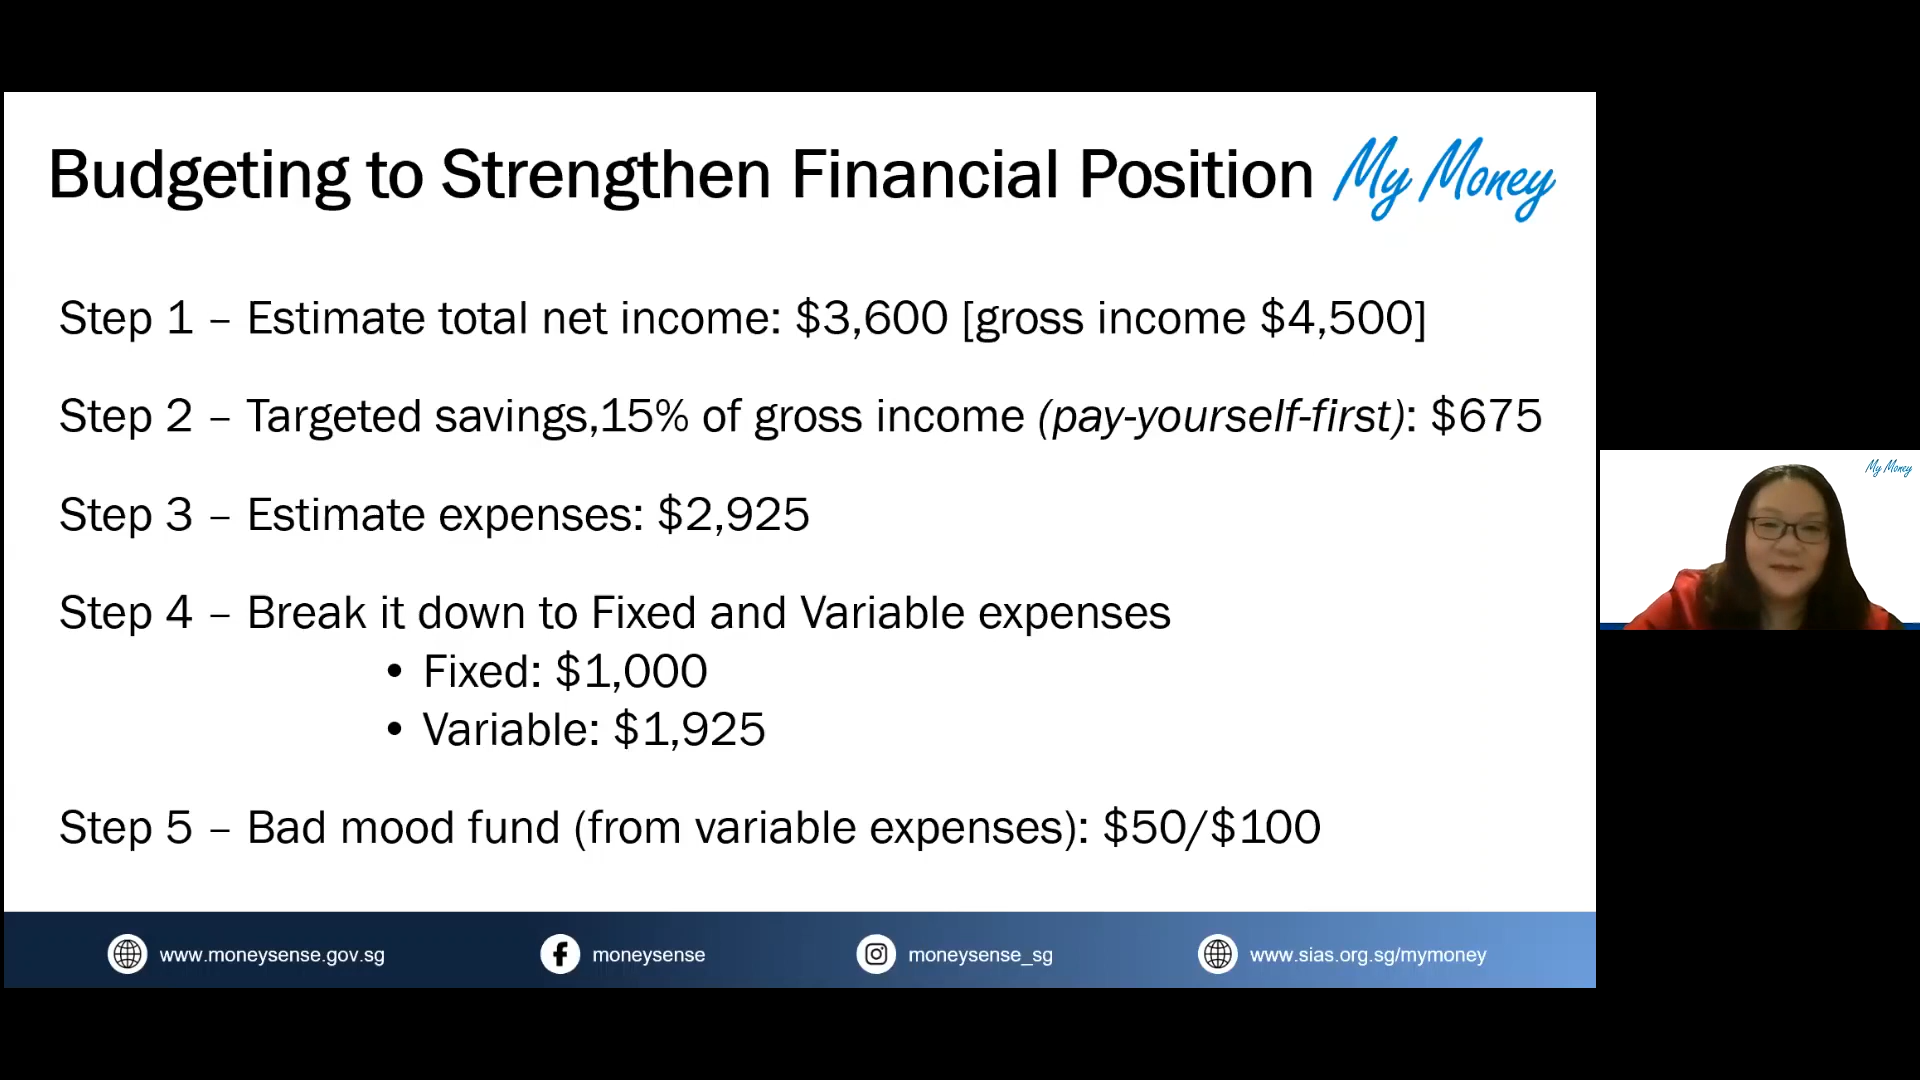 Budgeting to Strengthen Financial Position My Money
Step 1 – Estimate total net income: $3,600 [gross income $4,500]
Step 2 – Targeted savings,15% of gross income (pay-yourself-first): $675
Step 3 – Estimate expenses: $2,925
Step 4 – Break it down to Fixed and Variable expenses
• Fixed: $1,000
• Variable: $1,925
Step 5 – Bad mood fund (from variable expenses): $50/$100
www.moneysense.gov.sg moneysense moneysense_sg www.sias.org.sg/mymoney
My Money